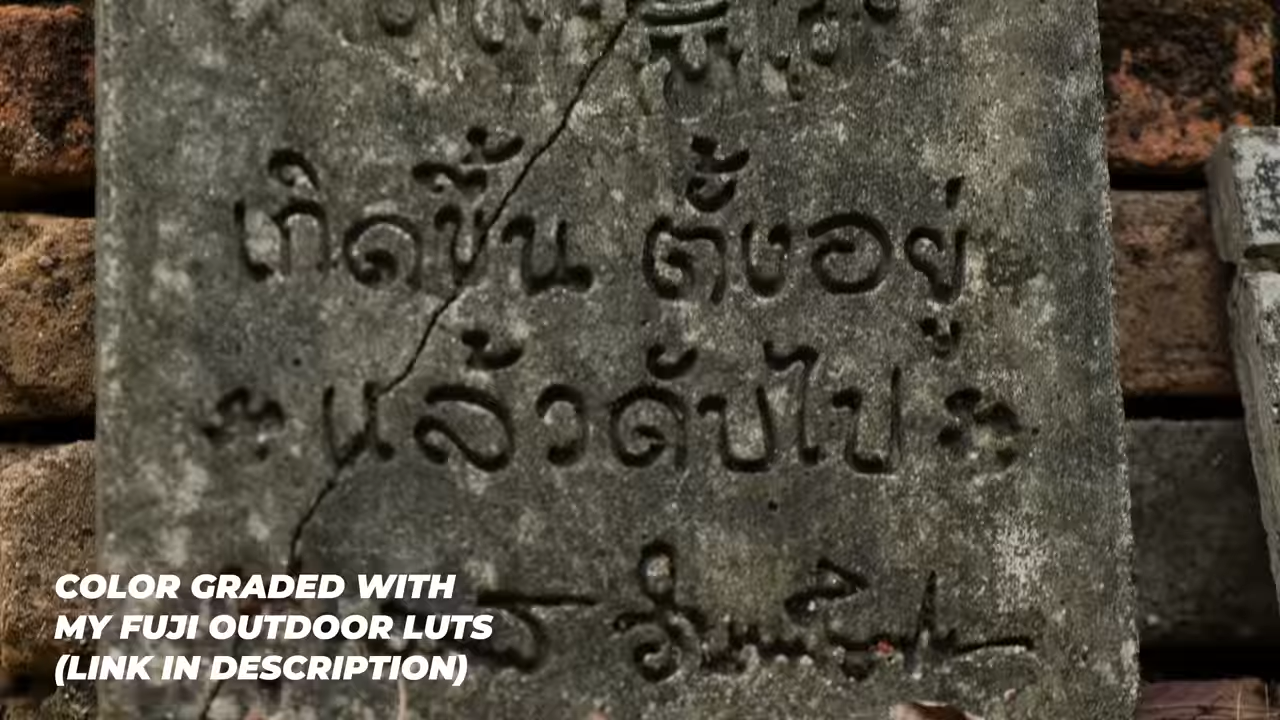 เกิดขึ้น ตั้งอยู่
แล้วดับไป
COLOR GRADED WITH
MY FUJI OUTDOOR LUTS
(LINK IN DESCRIPTION)